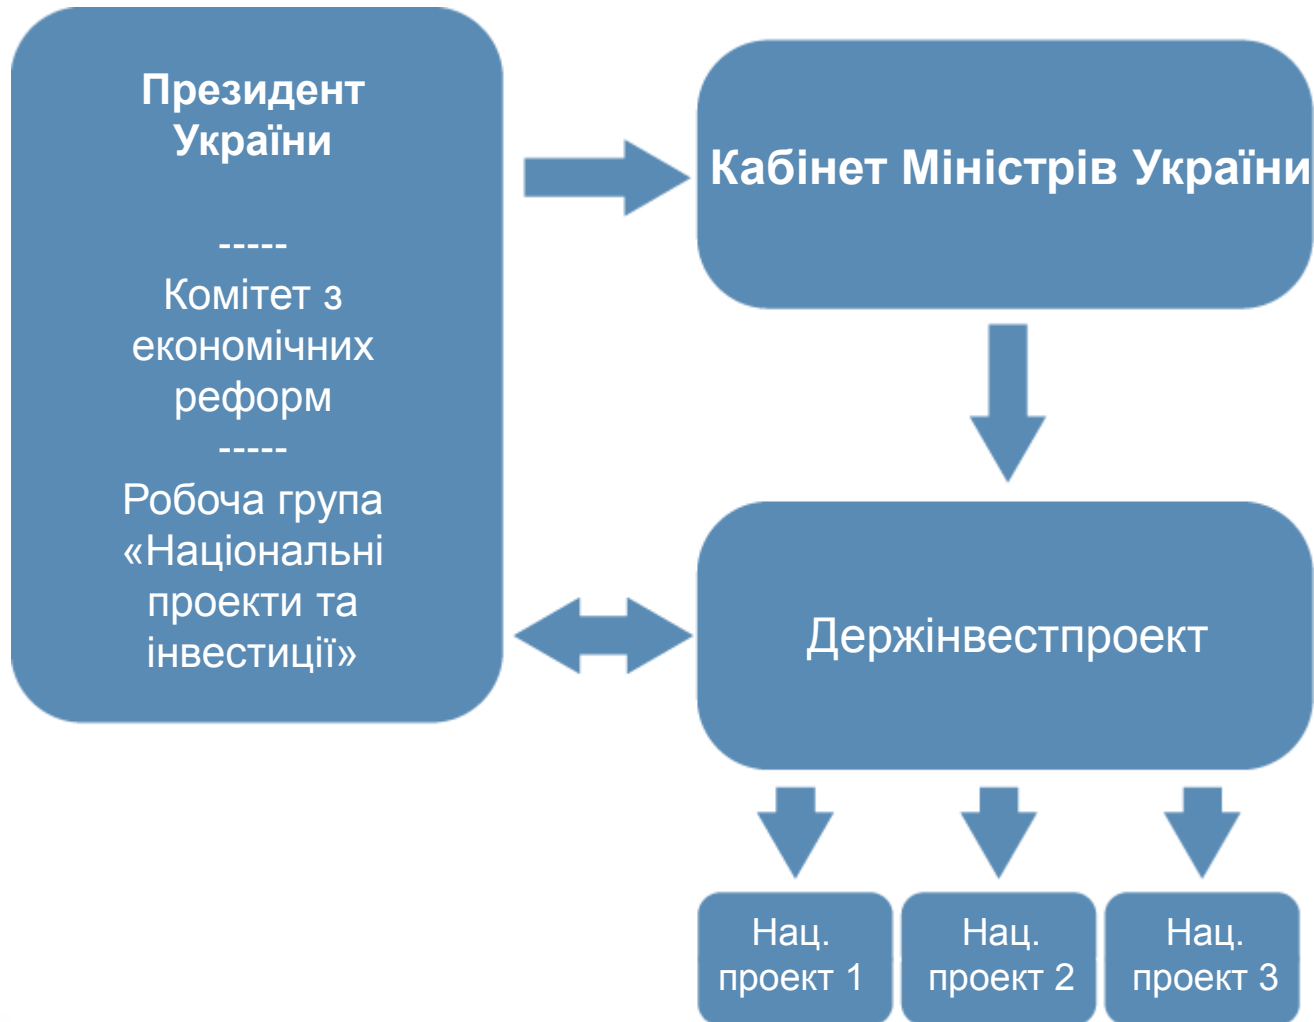 Президент
України
-----
Комітет з
економічних
реформ
-----
Робоча група
«Національні
проекти та
інвестиції»
Кабінет Міністрів України
Держінвестпроект
Нац.
проект 1
Нац.
проект 2
Нац.
проект 3